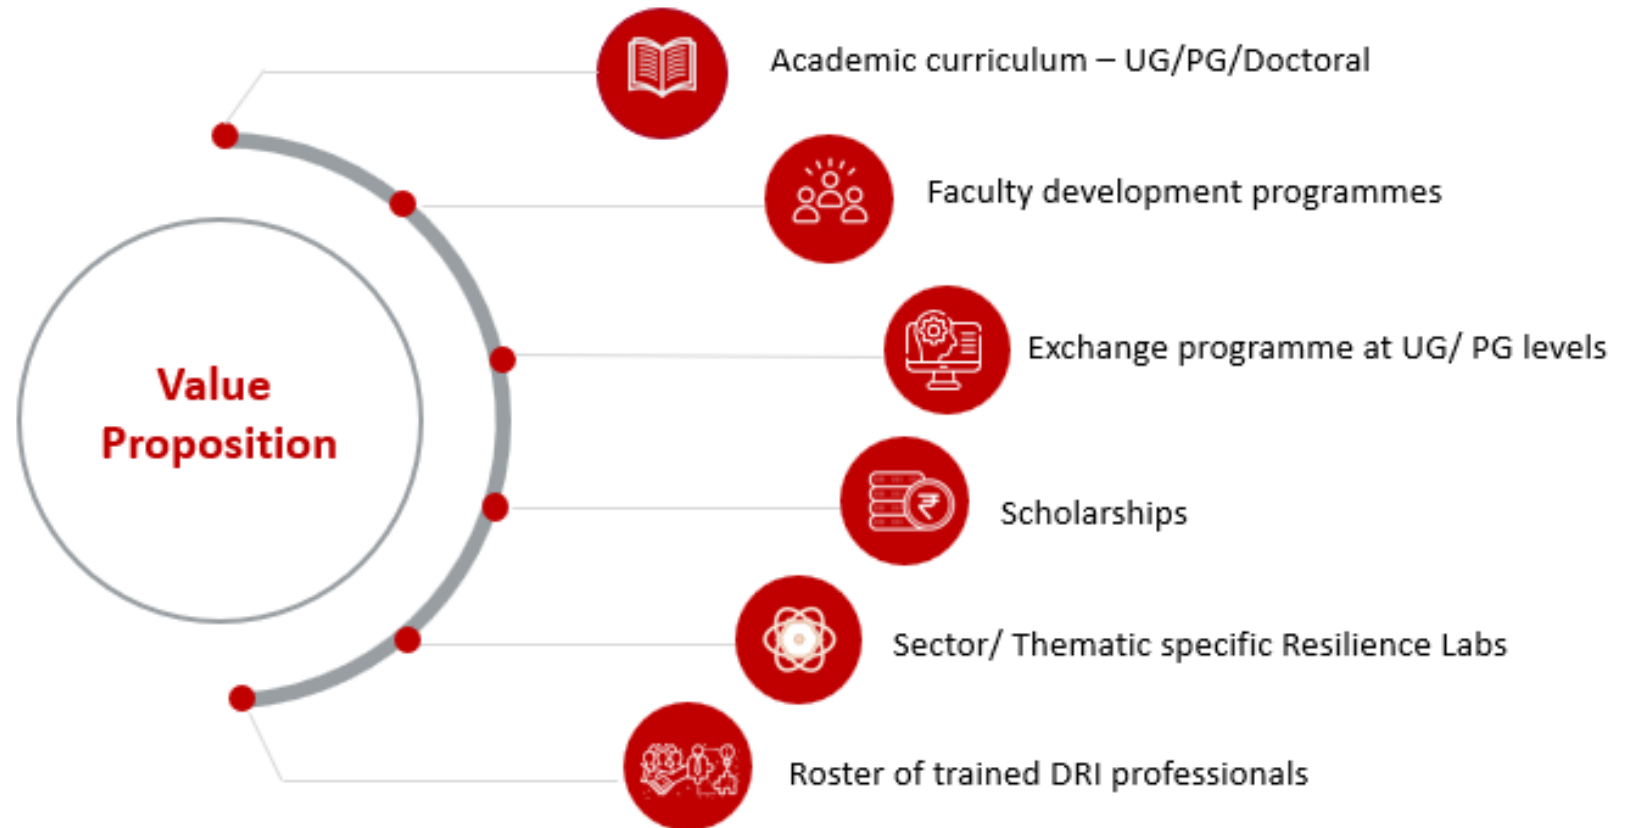 Academic curriculum – UG/PG/Doctoral
Faculty development programmes
Exchange programme at UG/ PG levels
Value
Proposition
Scholarships
Sector/ Thematic specific Resilience Labs
Roster of trained DRI professionals